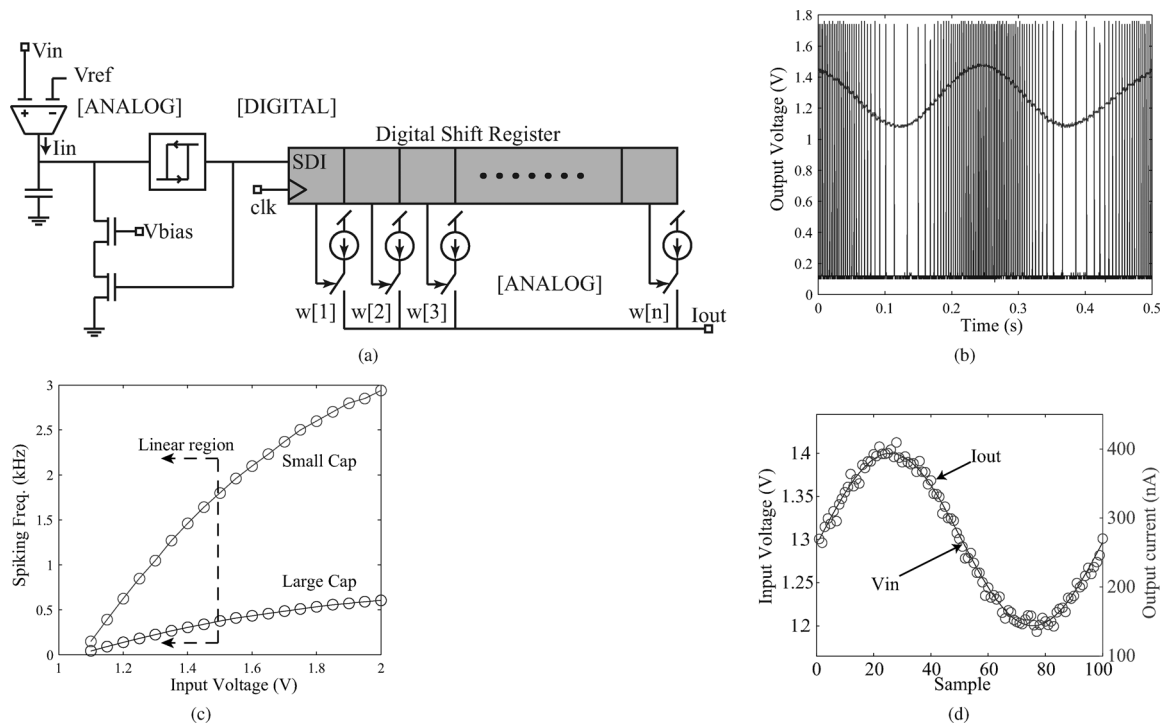 Vin
Vref
[ANALOG]
[DIGITAL]
Iin
Digital Shift Register
SDI
clk
Vbias
[ANALOG]
w[1]
w[2]
w[3]
w[n]
Iout
(a)
Output Voltage (V)
1.8
1.6
1.4
1.2
1
0.8
0.6
0.4
0.2
0
0 0.1 0.2 0.3 0.4 0.5
Time (s)
(b)
Spiking Freq. (kHz)
3
2.5
2
1.5
1
0.5
0
Linear region
Small Cap
Large Cap
1 1.2 1.4 1.6 1.8 2
Input Voltage (V)
(c)
Input Voltage (V)
1.4
1.35
1.3
1.25
1.2
Iout
Vin
400
300
200
100
Output current (nA)
0 20 40 60 80 100
Sample
(d)